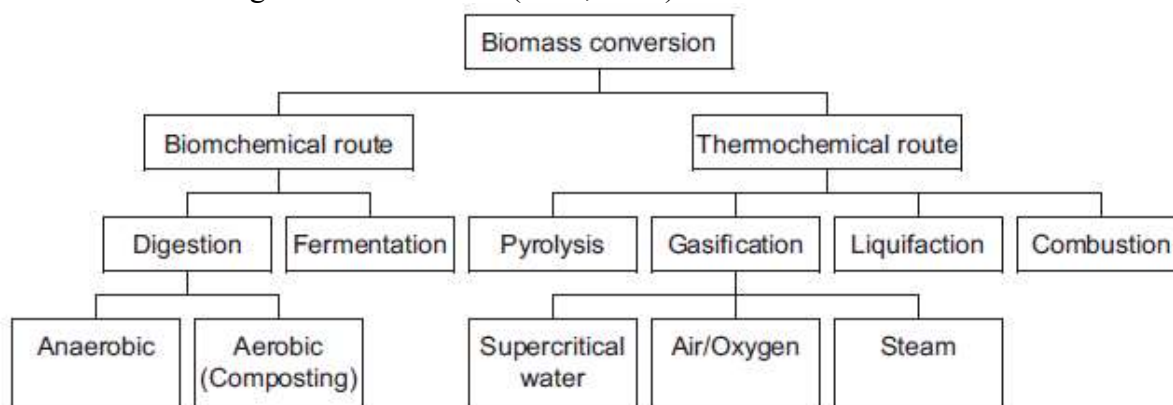 Biomass conversion
Biomchemical route
Thermochemical route
Digestion
Fermentation
Pyrolysis
Gasification
Liquifaction
Combustion
Anaerobic
Aerobic
(Composting)
Supercritical
water
Air/Oxygen
Steam